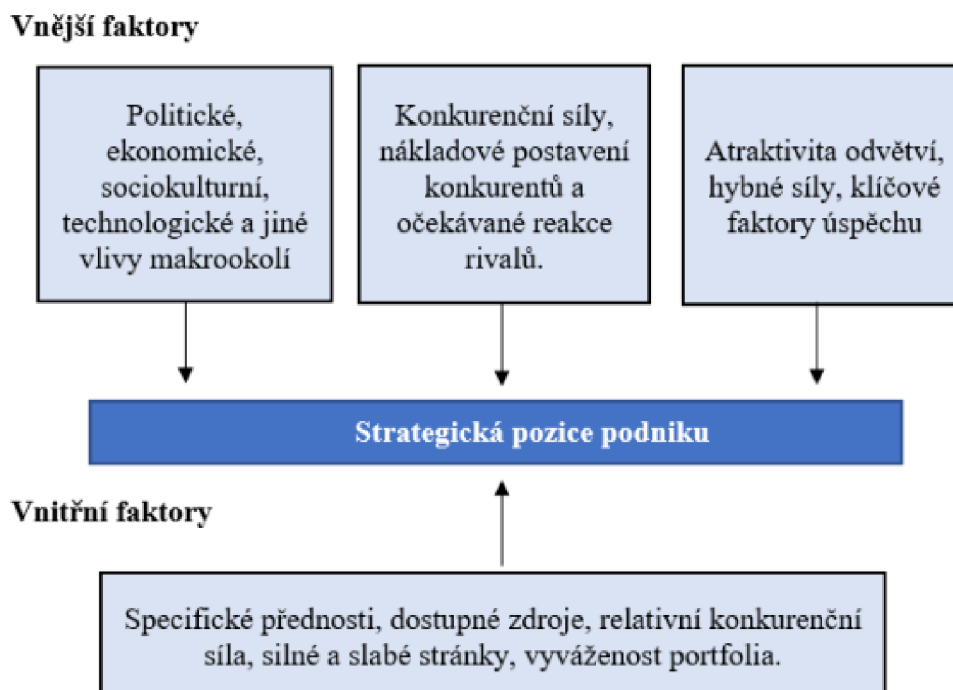 Vnější faktory
Politické,
ekonomické,
sociokulturní,
technologické a jiné
vlivy makrookolí
Konkurenční síly,
nákladové postavení
konkurentů a
očekávané reakce
rivalů.
Atraktivita odvětví,
hybné síly, klíčové
faktory úspěchu
Strategická pozice podniku
Vnitřní faktory
Specifické přednosti, dostupné zdroje, relativní konkurenční
síla, silné a slabé stránky, vyváženost portfolia.